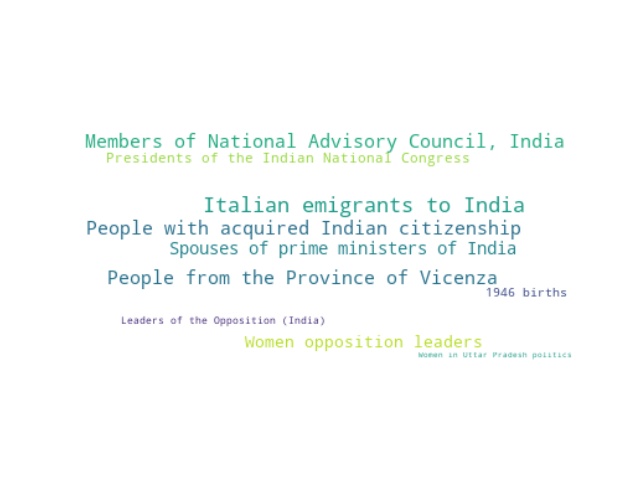 Members of National Advisory Council, India
Presidents of the Indian National Congress
Italian emigrants to India
People with acquired Indian citizenship
Spouses of prime ministers of India
People from the Province of Vicenza
1946 births
Leaders of the Opposition (India)
Women opposition leaders
Women in Uttar Pradesh politics